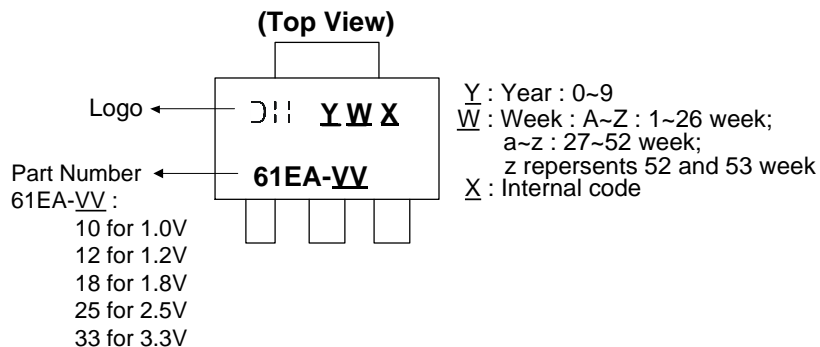 (Top View)
Logo
Y W X
Part Number
61EA-VV
61EA-VV :
10 for 1.0V
12 for 1.2V
18 for 1.8V
25 for 2.5V
33 for 3.3V
Y : Year : 0~9
W : Week : A~Z : 1~26 week;
a~z : 27~52 week;
z repersents 52 and 53 week
X : Internal code